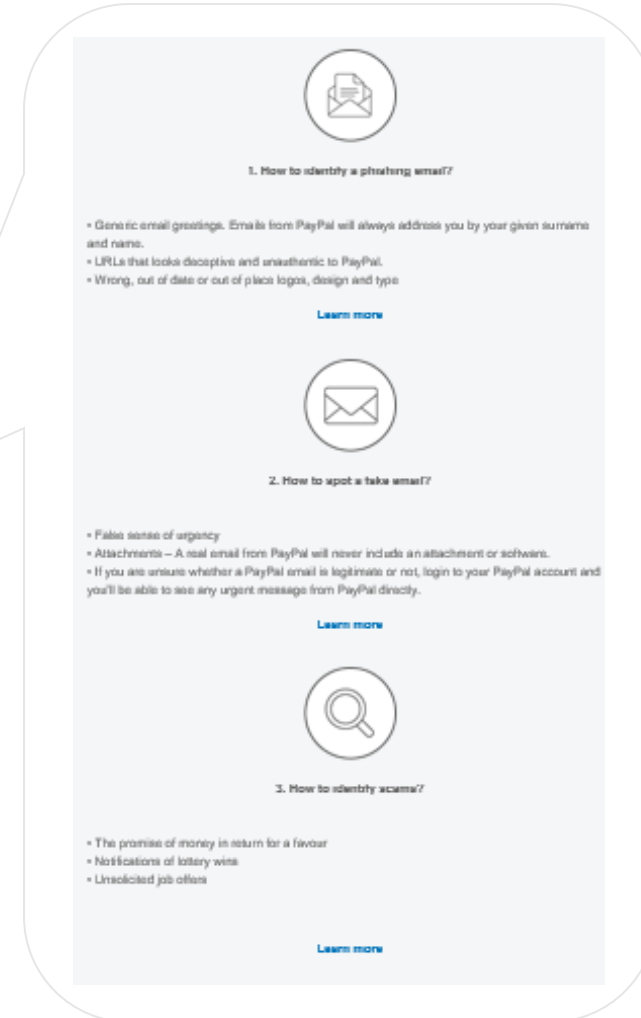 1. How to identify a phishing email?
▪ Generic email greetings. Emails from PayPal will always address you by your given surname
and name.
▪ URLs that looks deceptive and unauthentic to PayPal.
▪ Wrong, out of date or out of place logos, design and type
Learn more
2. How to spot a fake email?
▪ False sense of urgency
▪ Attachments – A real email from PayPal will never include an attachment or software.
▪ If you are unsure whether a PayPal email is legitimate or not, login to your PayPal account and
you'll be able to see any urgent message from PayPal directly.
Learn more
3. How to identify scams?
▪ The promise of money in return for a favour
▪ Notifications of lottery wins
▪ Unsolicited job offers
Learn more